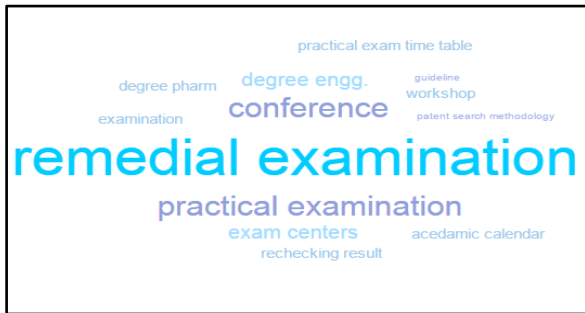 practical exam time table
degree engg.
guideline
degree pharm
workshop
conference
examination
patent search methodology
remedial examination
practical examination
exam centers
acedamic calendar
rechecking result